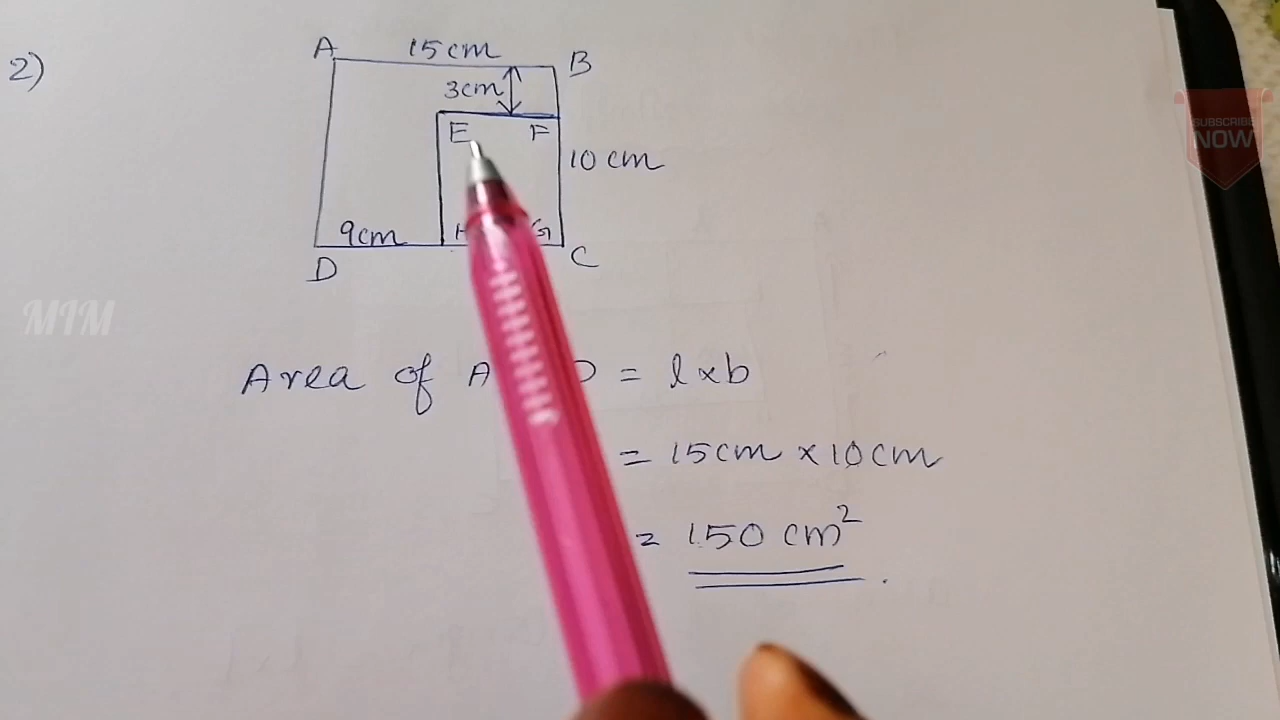 2)
A 15cm B
3cm
E F
10 cm
9cm H G
D C
Area of A D = l×b
= 15cm ×10cm
= 150 cm²
SUBSCRIBE
NOW
MIM